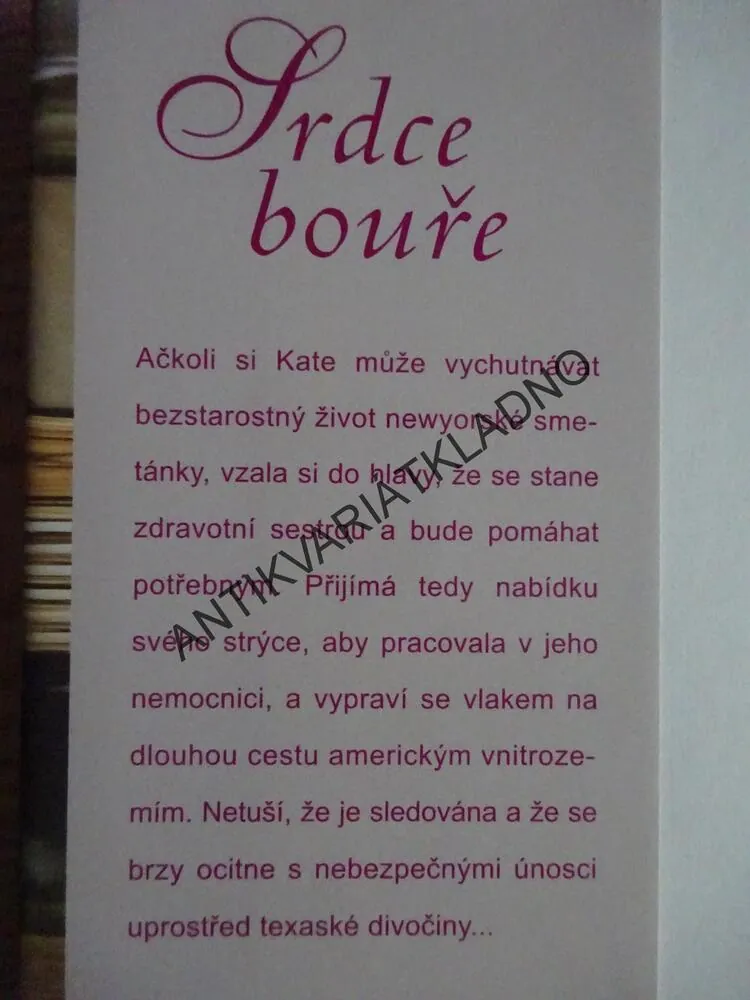 Srdce
bouře
Ačkoli si Kate může vychutnávat
bezstarostný život newyorské sme-
tánky, vzala si do hlavy, že se stane
zdravotní sestrou a bude pomáhat
potřebným. Přijímá tedy nabídku
svého strýce, aby pracovala v jeho
nemocnici, a vypraví se vlakem na
dlouhou cestu americkým vnitroze-
mím. Netuší, že je sledována a že se
brzy ocitne s nebezpečnými únosci
uprostřed texaské divočiny...
ANTIKVARIATKLADNO